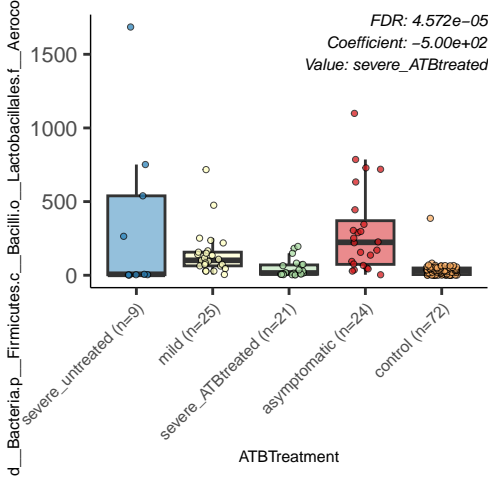 FDR: 4.572e−05
Coefficient: −5.00e+02
Value: severe_ATBtreated
d__Bacteria.p__Firmicutes.c__Bacilli.o__Lactobacillales.f__Aeroco
1500
1000
500
0
severe_untreated (n=9)
mild (n=25)
severe_ATBtreated (n=21)
asymptomatic (n=24)
control (n=72)
ATBTreatment